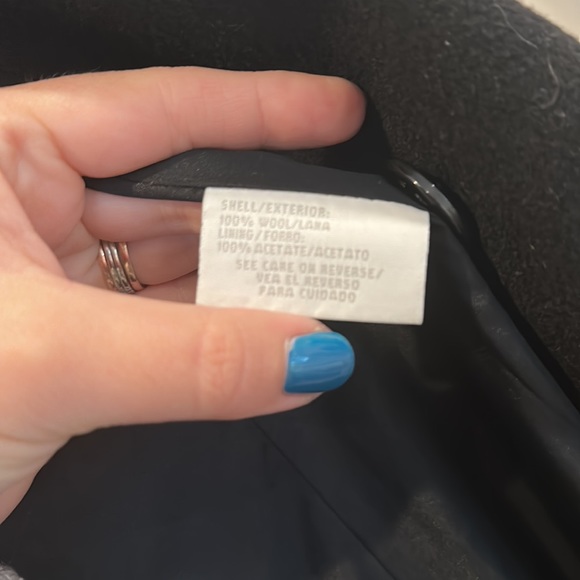 SHELL/EXTERIOR:
100% WOOL/LANA
LINING/FORRO:
100% ACETATE/ACETATO
SEE CARE ON REVERSE/
VEA EL REVERSO
PARA CUIDADO